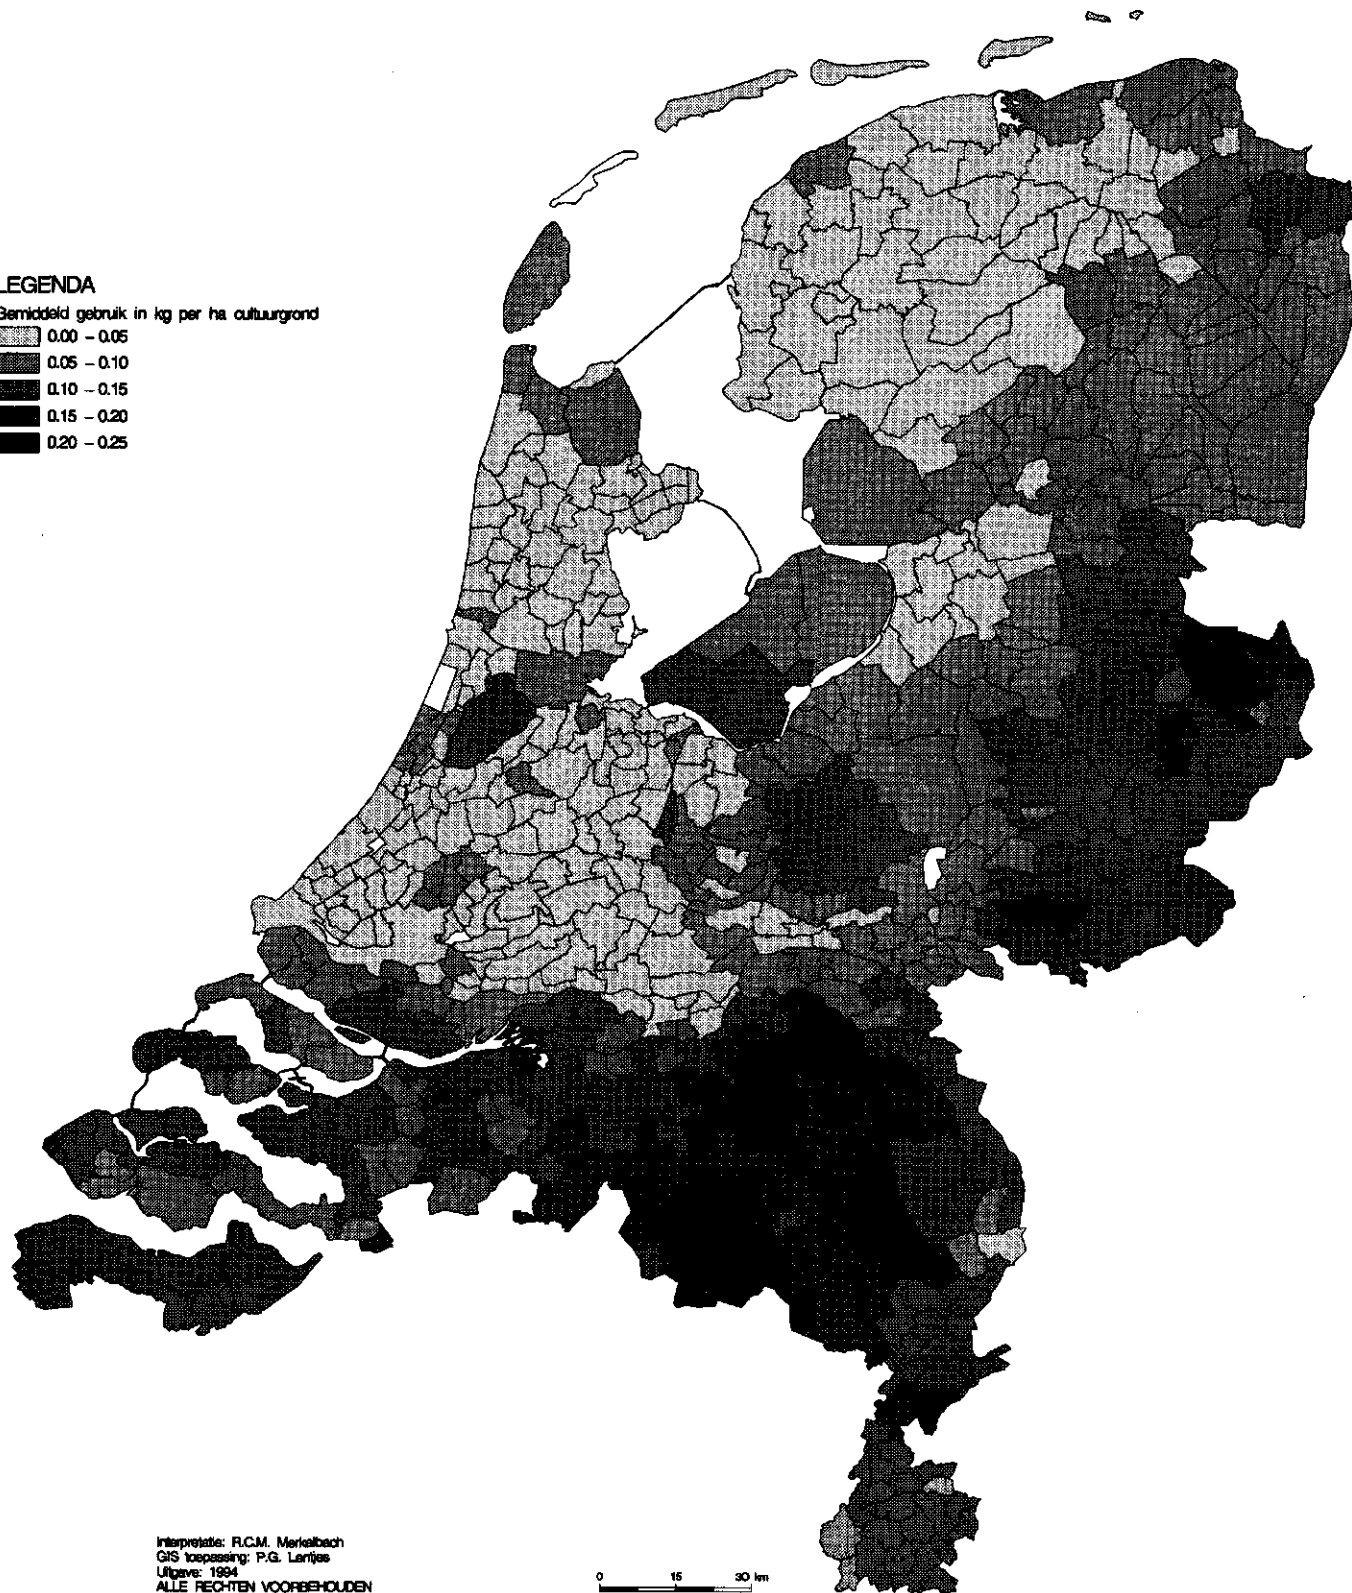 LEGENDA
Gemiddeld gebruik in kg per ha cultuurgrond
0.00 - 0.05
0.05 - 0.10
0.10 - 0.15
0.15 - 0.20
0.20 - 0.25
Interpretatie: R.C.M. Merkelbach
GIS toepassing: P.G. Lentjes
Uitgave: 1994
ALLE RECHTEN VOORBEHOUDEN
0 15 30 km